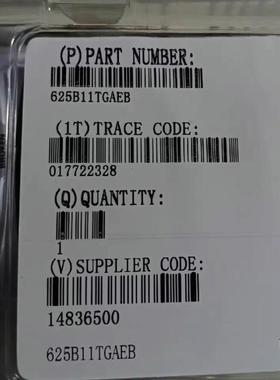 (P)PART NUMBER:
625B11TGAEB
(1T)TRACE CODE:
017722328
(Q)QUANTITY:
1
(V)SUPPLIER CODE:
14836500
625B11TGAEB